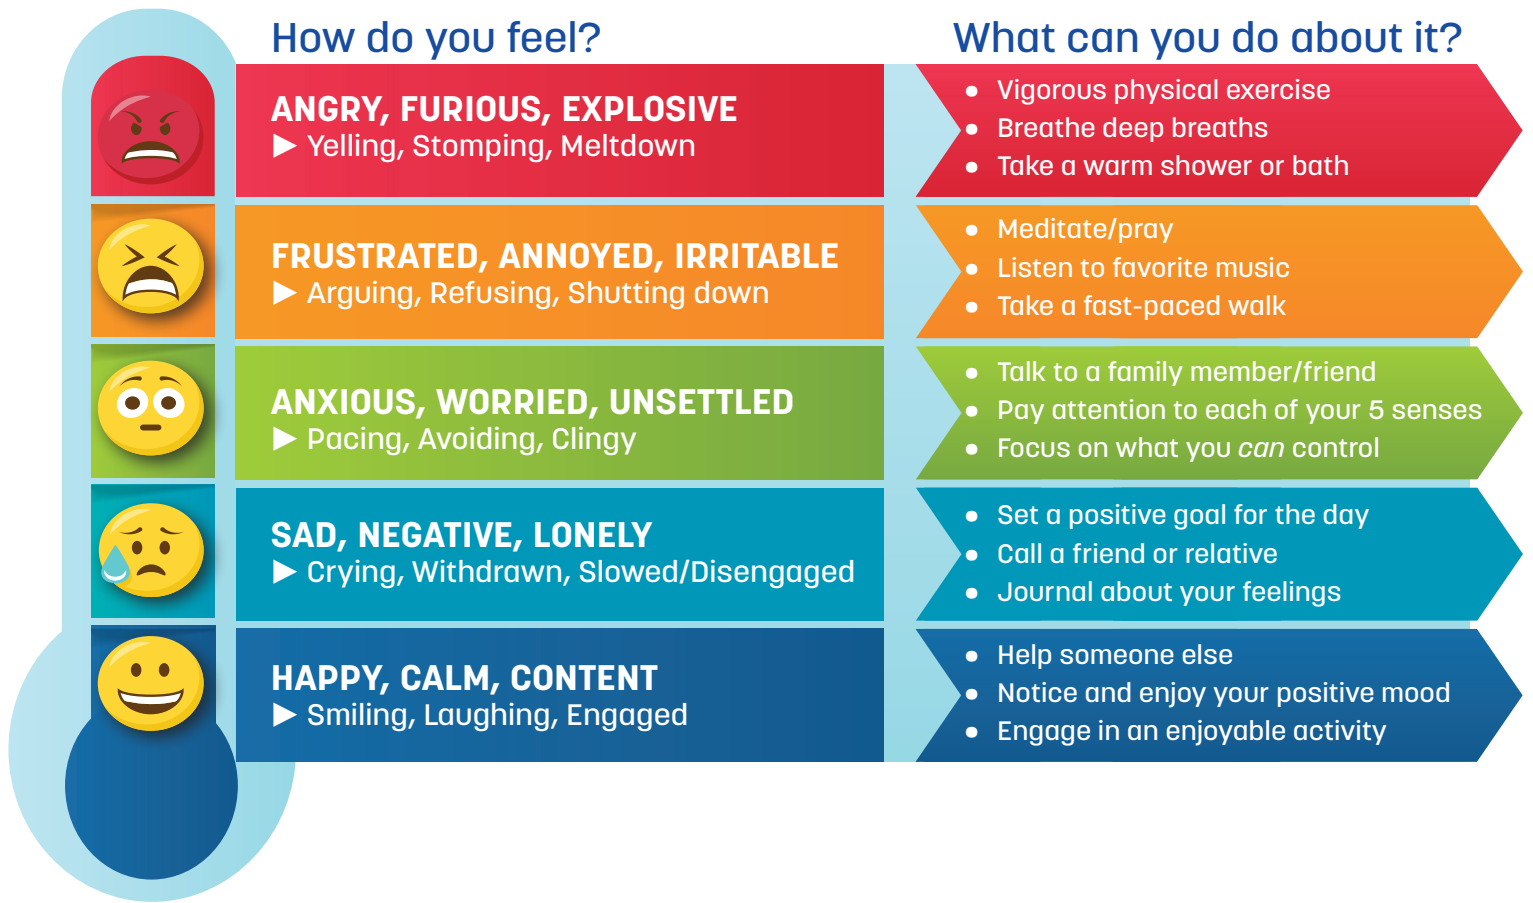 How do you feel?
What can you do about it?
ANGRY, FURIOUS, EXPLOSIVE
▶ Yelling, Stomping, Meltdown
• Vigorous physical exercise
• Breathe deep breaths
• Take a warm shower or bath
FRUSTRATED, ANNOYED, IRRITABLE
▶ Arguing, Refusing, Shutting down
• Meditate/pray
• Listen to favorite music
• Take a fast-paced walk
ANXIOUS, WORRIED, UNSETTLED
▶ Pacing, Avoiding, Clingy
• Talk to a family member/friend
• Pay attention to each of your 5 senses
• Focus on what you can control
SAD, NEGATIVE, LONELY
▶ Crying, Withdrawn, Slowed/Disengaged
• Set a positive goal for the day
• Call a friend or relative
• Journal about your feelings
HAPPY, CALM, CONTENT
▶ Smiling, Laughing, Engaged
• Help someone else
• Notice and enjoy your positive mood
• Engage in an enjoyable activity